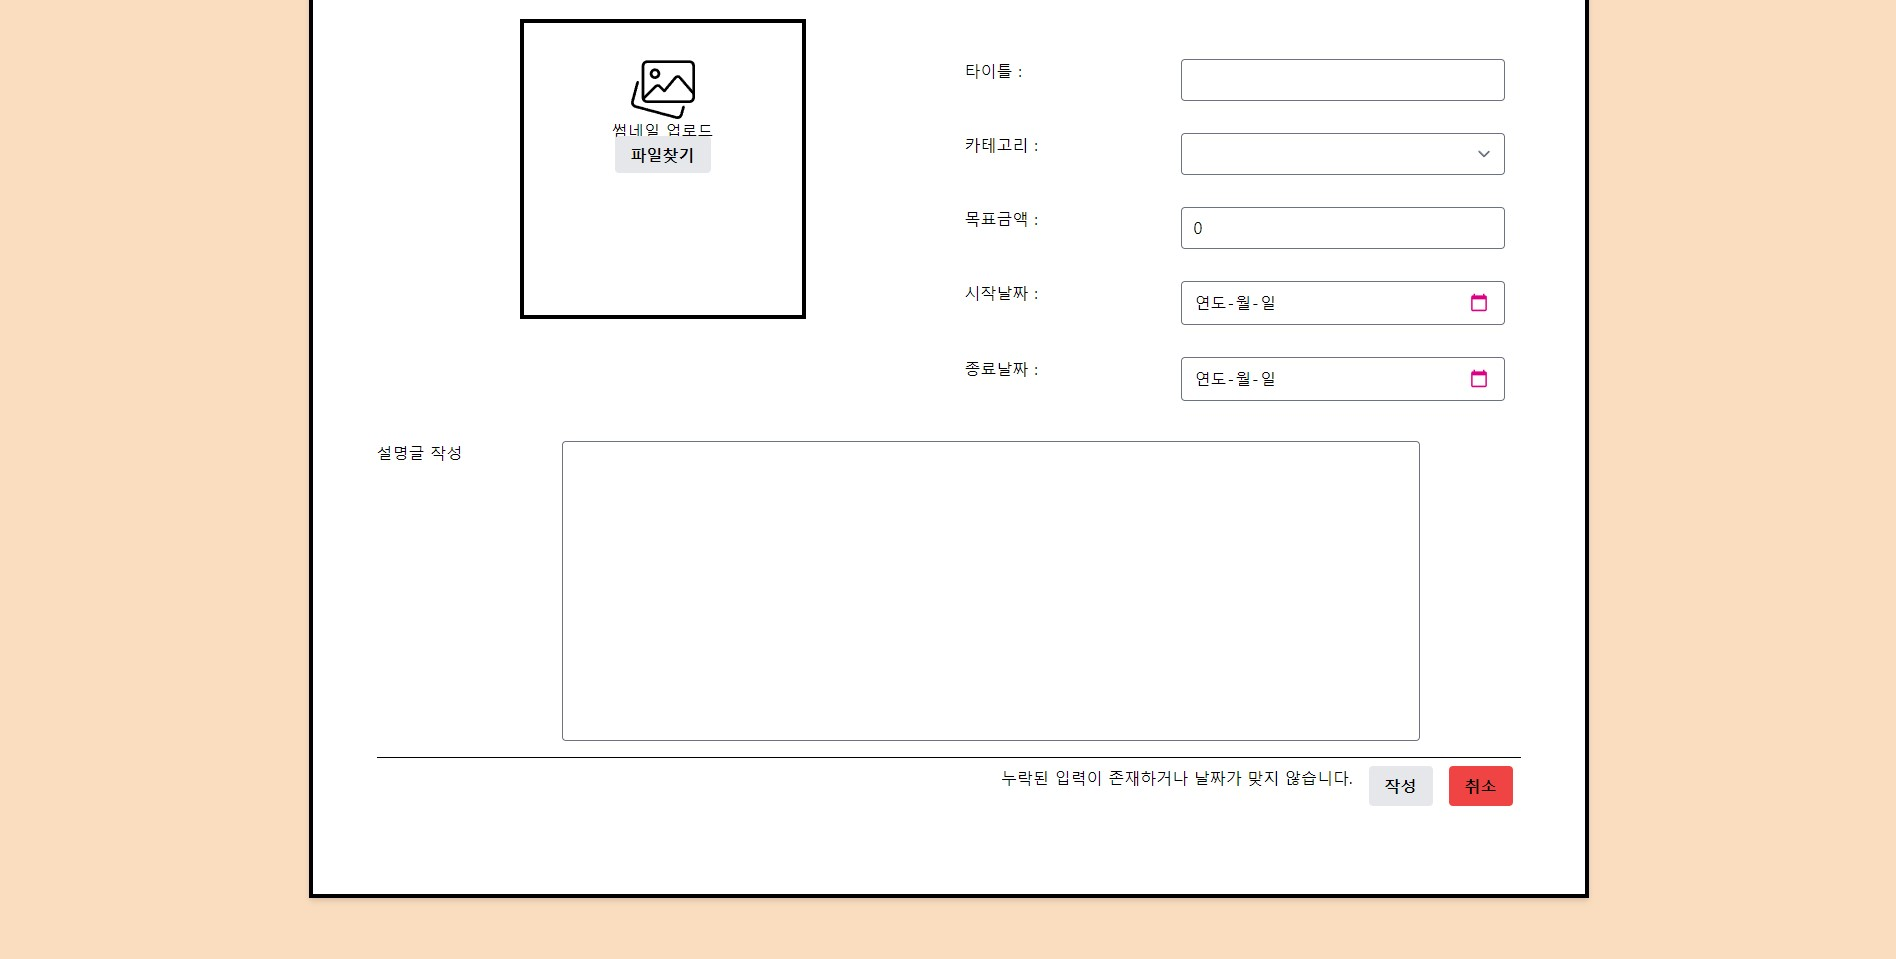 썸네일 업로드
파일찾기
타이틀 :
카테고리 :
목표금액 :
0
시작날짜 :
연도-월-일
종료날짜 :
연도-월-일
설명글 작성
누락된 입력이 존재하거나 날짜가 맞지 않습니다.
작성
취소